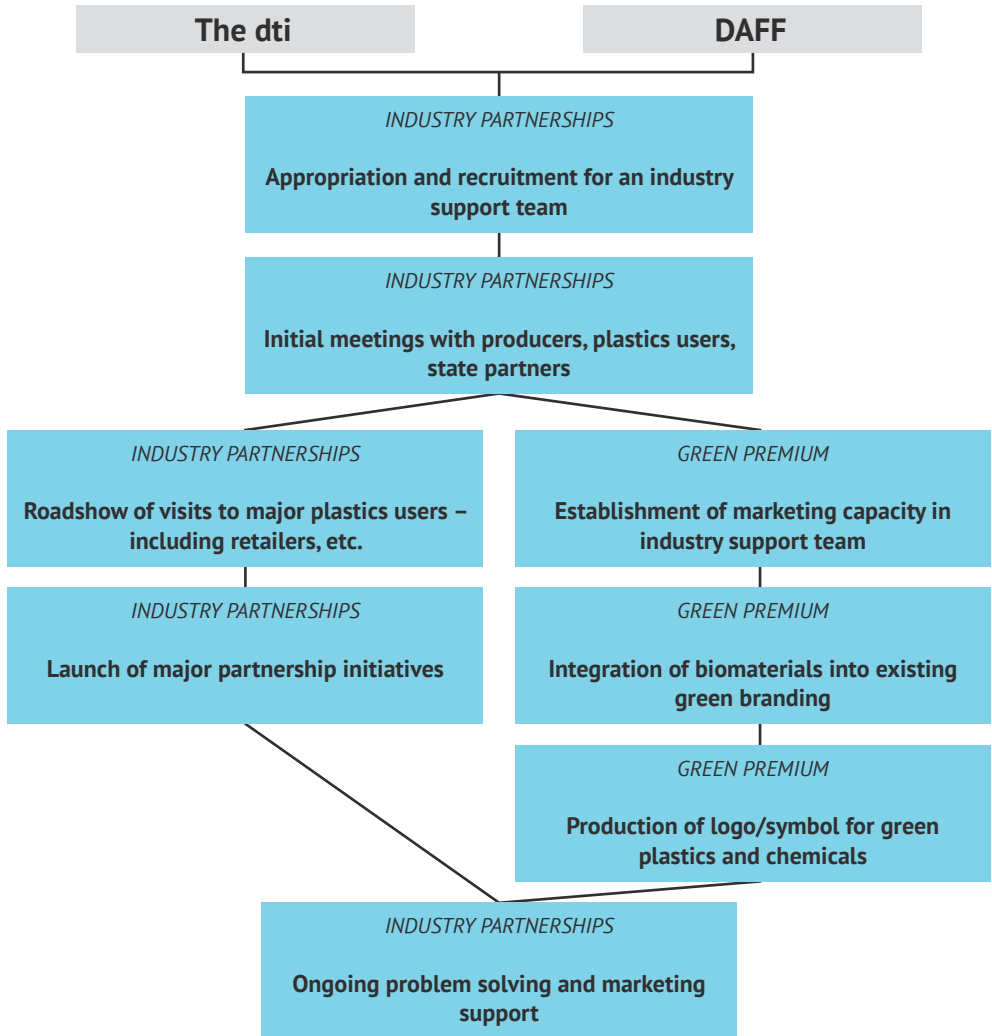 The dti
DAFF
INDUSTRY PARTNERSHIPS
Appropriation and recruitment for an industry
support team
INDUSTRY PARTNERSHIPS
Initial meetings with producers, plastics users,
state partners
INDUSTRY PARTNERSHIPS
Roadshow of visits to major plastics users –
including retailers, etc.
INDUSTRY PARTNERSHIPS
Launch of major partnership initiatives
GREEN PREMIUM
Establishment of marketing capacity in
industry support team
GREEN PREMIUM
Integration of biomaterials into existing
green branding
GREEN PREMIUM
Production of logo/symbol for green
plastics and chemicals
INDUSTRY PARTNERSHIPS
Ongoing problem solving and marketing
support